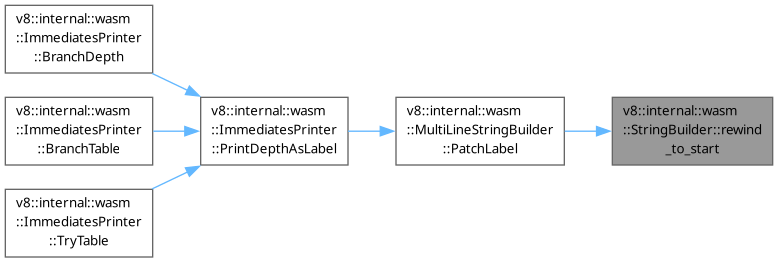 v8::internal::wasm
::ImmediatesPrinter
::BranchDepth
v8::internal::wasm
::ImmediatesPrinter
::BranchTable
v8::internal::wasm
::ImmediatesPrinter
::TryTable
v8::internal::wasm
::ImmediatesPrinter
::PrintDepthAsLabel
v8::internal::wasm
::MultiLineStringBuilder
::PatchLabel
v8::internal::wasm
::StringBuilder::rewind
_to_start